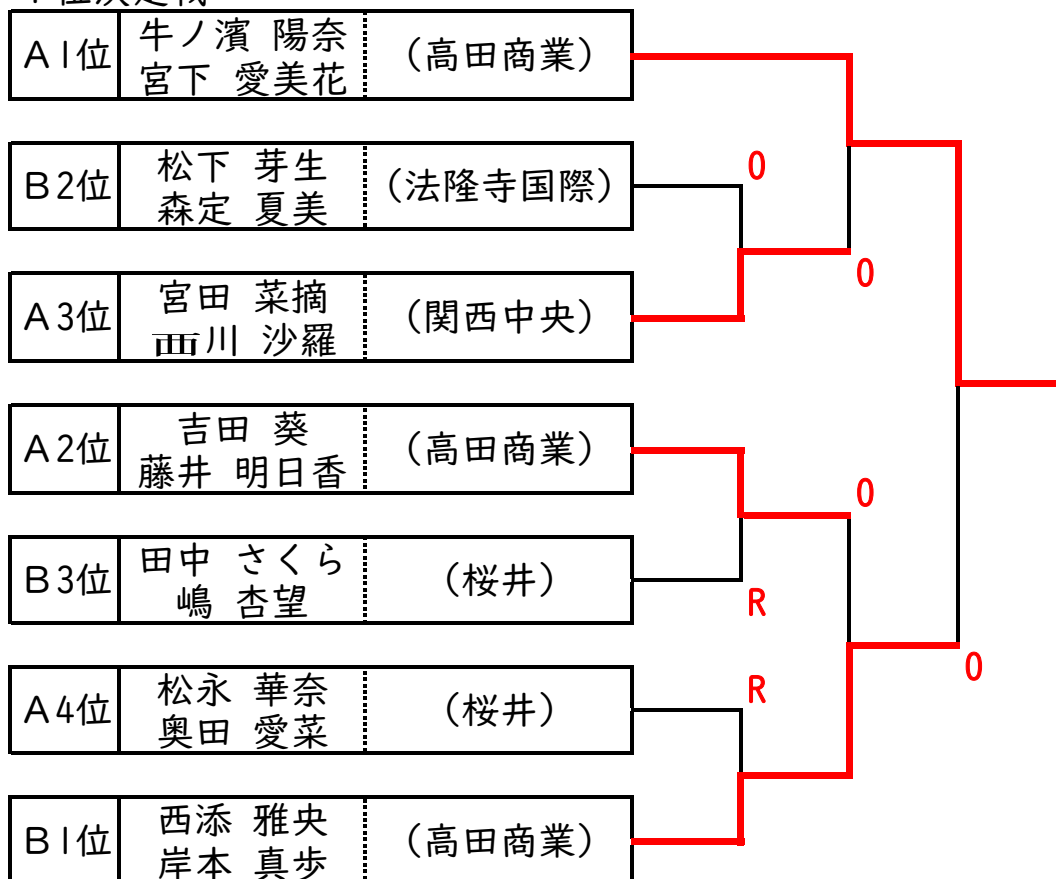 A1位 牛ノ濱 陽奈 宮下 愛美花 (高田商業)
0
B2位 松下 芽生 森定 夏美 (法隆寺国際)
0
A3位 宮田 菜摘 西川 沙羅 (関西中央)
A2位 吉田 葵 藤井 明日香 (高田商業)
0
B3位 田中 さくら 嶋 杏望 (桜井)
R
0
R
A4位 松永 華奈 奥田 愛菜 (桜井)
B1位 西添 雅央 岸本 真歩 (高田商業)